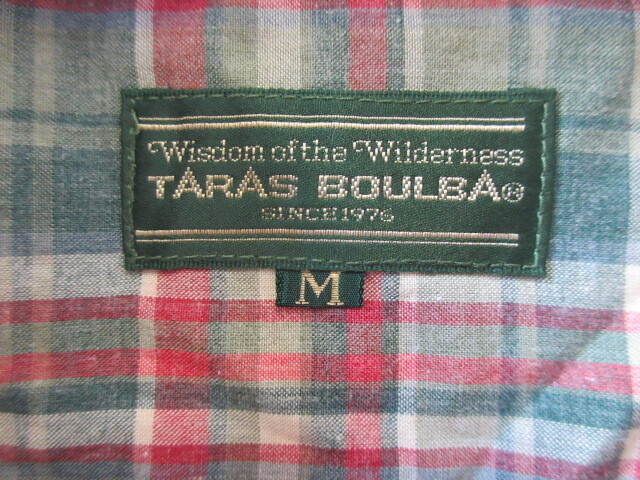 Wisdom of the Wilderness
TARAS BOULBA®
SINCE 1976
M